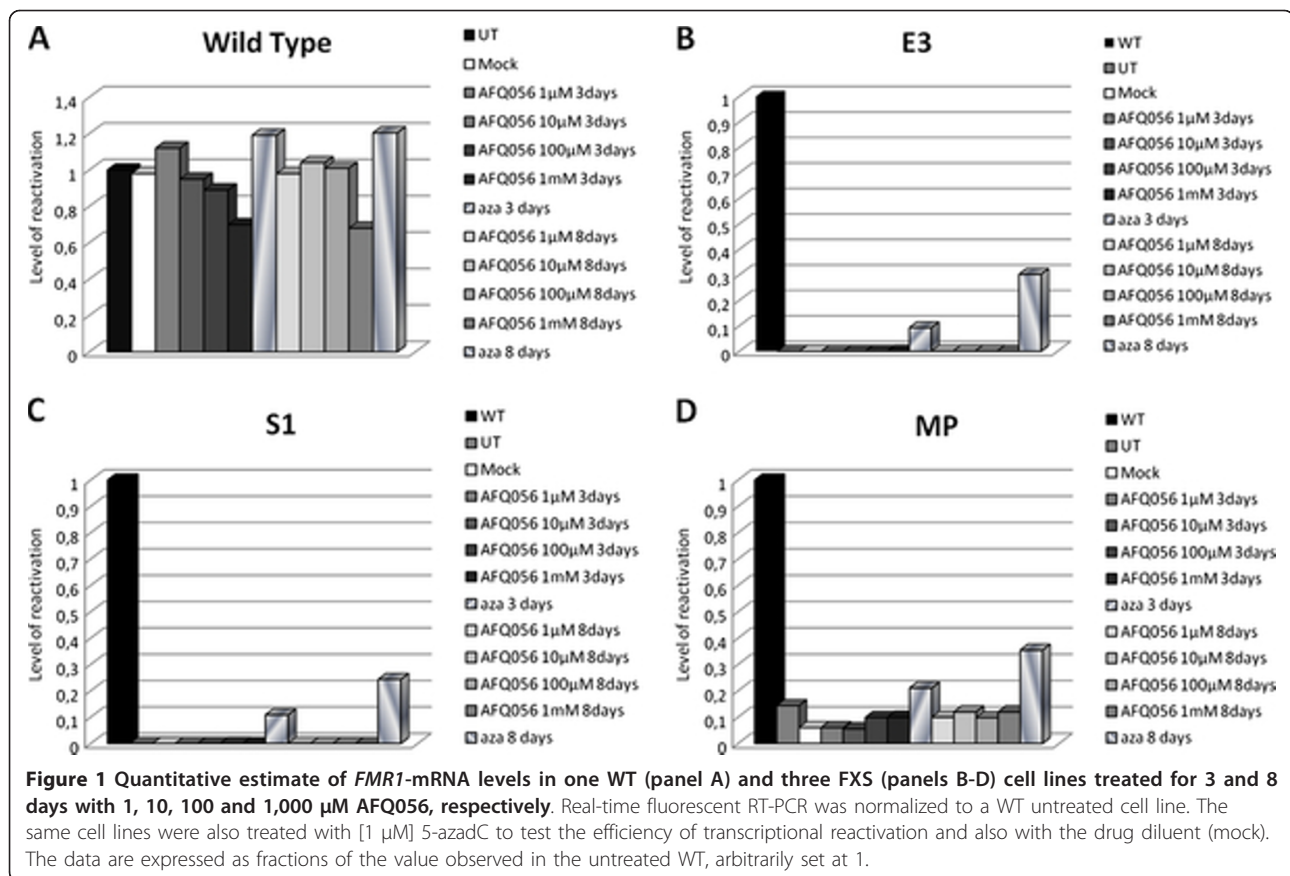 A
Wild Type
Level of reactivation
1,4
1,2
1
0,8
0,6
0,4
0,2
0
UT
Mock
AFQ056 1µM 3days
AFQ056 10µM 3days
AFQ056 100µM 3days
AFQ056 1mM 3days
aza 3 days
AFQ056 1µM 8days
AFQ056 10µM 8days
AFQ056 100µM 8days
AFQ056 1mM 8days
aza 8 days
B
E3
Level of reactivation
1
0,9
0,8
0,7
0,6
0,5
0,4
0,3
0,2
0,1
0
WT
UT
Mock
AFQ056 1µM 3days
AFQ056 10µM 3days
AFQ056 100µM 3days
AFQ056 1mM 3days
aza 3 days
AFQ056 1µM 8days
AFQ056 10µM 8days
AFQ056 100µM 8days
AFQ056 1mM 8days
aza 8 days
C
S1
Level of reactivation
1
0,9
0,8
0,7
0,6
0,5
0,4
0,3
0,2
0,1
0
WT
UT
Mock
AFQ056 1µM 3days
AFQ056 10µM 3days
AFQ056 100µM 3days
AFQ056 1mM 3days
aza 3 days
AFQ056 1µM 8days
AFQ056 10µM 8days
AFQ056 100µM 8days
AFQ056 1mM 8days
aza 8 days
D
MP
Level of reactivation
1
0,9
0,8
0,7
0,6
0,5
0,4
0,3
0,2
0,1
0
WT
UT
Mock
AFQ056 1µM 3days
AFQ056 10µM 3days
AFQ056 100µM 3days
AFQ056 1mM 3days
aza 3 days
AFQ056 1µM 8days
AFQ056 10µM 8days
AFQ056 100µM 8days
AFQ056 1mM 8days
aza 8 days
Figure 1 Quantitative estimate of FMR1-mRNA levels in one WT (panel A) and three FXS (panels B-D) cell lines treated for 3 and 8
days with 1, 10, 100 and 1,000 µM AFQ056, respectively. Real-time fluorescent RT-PCR was normalized to a WT untreated cell line. The
same cell lines were also treated with [1 µM] 5-azadC to test the efficiency of transcriptional reactivation and also with the drug diluent (mock).
The data are expressed as fractions of the value observed in the untreated WT, arbitrarily set at 1.